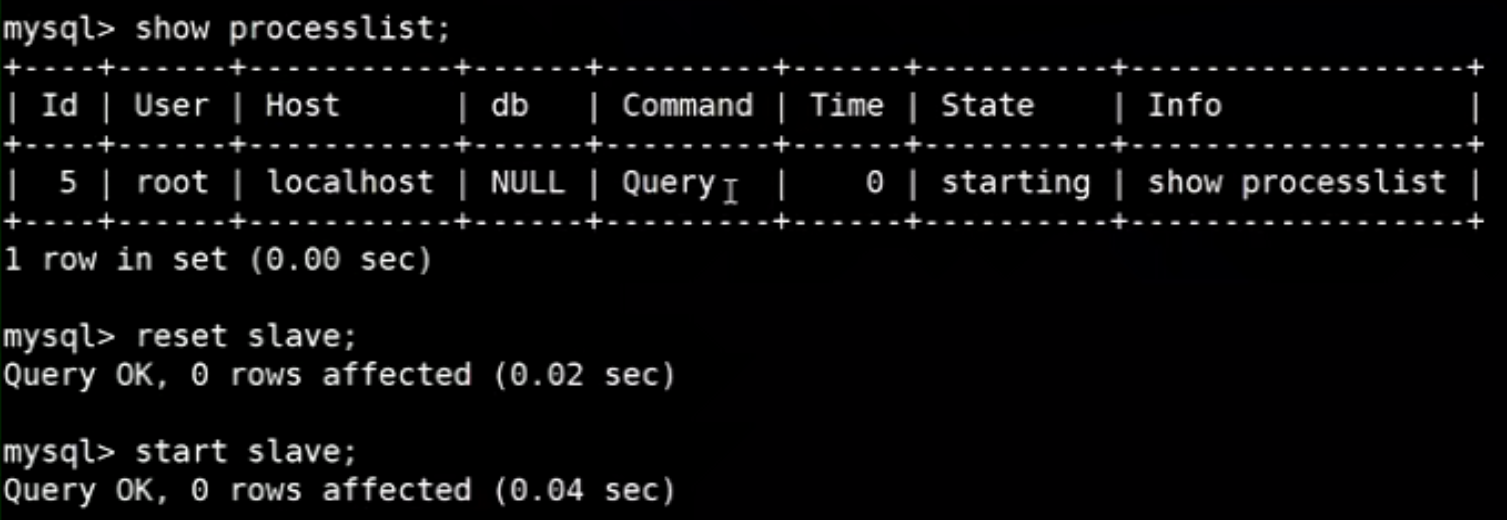 mysql> show processlist;
+----+------+-----------+------+---------+------+----------+------------------+
| Id | User | Host      | db   | Command | Time | State    | Info             |
+----+------+-----------+------+---------+------+----------+------------------+
|  5 | root | localhost | NULL | Query   |    0 | starting | show processlist |
+----+------+-----------+------+---------+------+----------+------------------+
1 row in set (0.00 sec)

mysql> reset slave;
Query OK, 0 rows affected (0.02 sec)

mysql> start slave;
Query OK, 0 rows affected (0.04 sec)